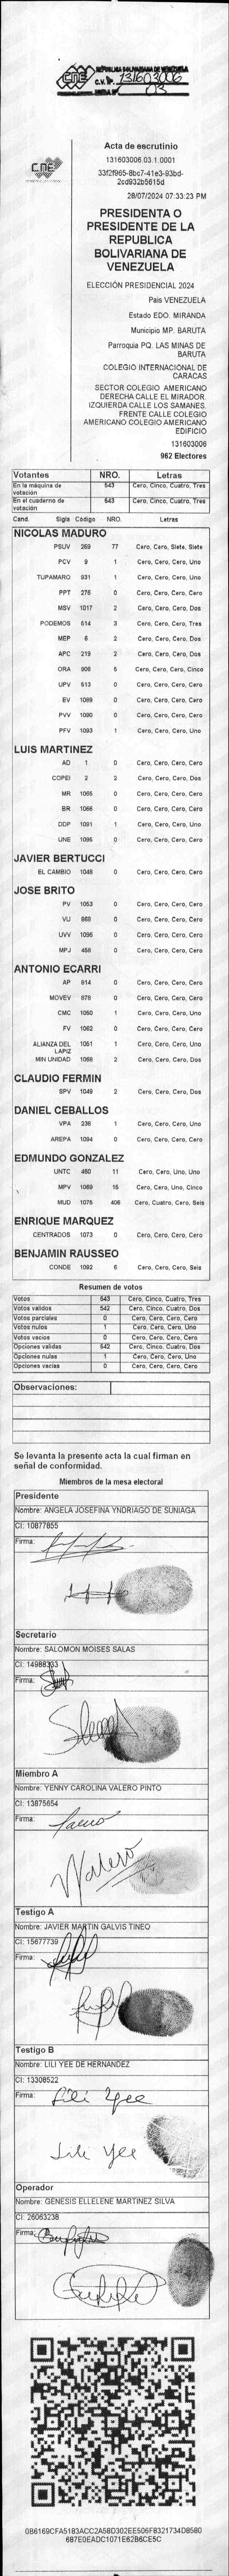 CNE REPÚBLICA BOLIVARIANA DE VENEZUELA
C.V. N° 131603006
MESA N° 03
CNE
Acta de escrutinio
131603006.03.1.0001
33f2f965-8bc7-41e3-93bd-
2cd932b5615d
28/07/2024 07:33:23 PM
PRESIDENTA O
PRESIDENTE DE LA
REPUBLICA
BOLIVARIANA DE
VENEZUELA
ELECCIÓN PRESIDENCIAL 2024
Pais VENEZUELA
Estado EDO. MIRANDA
Municipio MP. BARUTA
Parroquia PQ. LAS MINAS DE
BARUTA
COLEGIO INTERNACIONAL DE
CARACAS
SECTOR COLEGIO AMERICANO
DERECHA CALLE EL MIRADOR.
IZQUIERDA CALLE LOS SAMANES.
FRENTE CALLE COLEGIO
AMERICANO COLEGIO AMERICANO
EDIFICIO
131603006
962 Electores
Votantes NRO. Letras
En la máquina de votación 543 Cero, Cinco, Cuatro, Tres
En el cuaderno de votación 543 Cero, Cinco, Cuatro, Tres
Cand. Sigla Código NRO. Letras
NICOLAS MADURO
PSUV 269 77 Cero, Cero, Siete, Siete
PCV 9 1 Cero, Cero, Cero, Uno
TUPAMARO 931 1 Cero, Cero, Cero, Uno
PPT 276 0 Cero, Cero, Cero, Cero
MSV 1017 2 Cero, Cero, Cero, Dos
PODEMOS 514 3 Cero, Cero, Cero, Tres
MEP 6 2 Cero, Cero, Cero, Dos
APC 219 2 Cero, Cero, Cero, Dos
ORA 906 5 Cero, Cero, Cero, Cinco
UPV 513 0 Cero, Cero, Cero, Cero
EV 1089 0 Cero, Cero, Cero, Cero
PVV 1090 0 Cero, Cero, Cero, Cero
PFV 1093 1 Cero, Cero, Cero, Uno
LUIS MARTINEZ
AD 1 0 Cero, Cero, Cero, Cero
COPEI 2 2 Cero, Cero, Cero, Dos
MR 1065 0 Cero, Cero, Cero, Cero
BR 1066 0 Cero, Cero, Cero, Cero
DDP 1091 1 Cero, Cero, Cero, Uno
UNE 1095 0 Cero, Cero, Cero, Cero
JAVIER BERTUCCI
EL CAMBIO 1048 0 Cero, Cero, Cero, Cero
JOSE BRITO
PV 1053 0 Cero, Cero, Cero, Cero
VU 868 0 Cero, Cero, Cero, Cero
UVV 1096 0 Cero, Cero, Cero, Cero
MPJ 456 0 Cero, Cero, Cero, Cero
ANTONIO ECARRI
AP 814 0 Cero, Cero, Cero, Cero
MOVEV 878 0 Cero, Cero, Cero, Cero
CMC 1050 1 Cero, Cero, Cero, Uno
FV 1062 0 Cero, Cero, Cero, Cero
ALIANZA DEL LAPIZ 1051 1 Cero, Cero, Cero, Uno
MIN UNIDAD 1068 2 Cero, Cero, Cero, Dos
CLAUDIO FERMIN
SPV 1049 2 Cero, Cero, Cero, Dos
DANIEL CEBALLOS
VPA 236 1 Cero, Cero, Cero, Uno
AREPA 1094 0 Cero, Cero, Cero, Cero
EDMUNDO GONZALEZ
UNTC 460 11 Cero, Cero, Uno, Uno
MPV 1069 15 Cero, Cero, Uno, Cinco
MUD 1075 406 Cero, Cuatro, Cero, Seis
ENRIQUE MARQUEZ
CENTRADOS 1073 0 Cero, Cero, Cero, Cero
BENJAMIN RAUSSEO
CONDE 1092 6 Cero, Cero, Cero, Seis
Resumen de votos
Votos 543 Cero, Cinco, Cuatro, Tres
Votos validos 542 Cero, Cinco, Cuatro, Dos
Votos parciales 0 Cero, Cero, Cero, Cero
Votos nulos 1 Cero, Cero, Cero, Uno
Votos vacios 0 Cero, Cero, Cero, Cero
Opciones validas 542 Cero, Cinco, Cuatro, Dos
Opciones nulas 1 Cero, Cero, Cero, Uno
Opciones vacias 0 Cero, Cero, Cero, Cero
Observaciones:
Se levanta la presente acta la cual firman en
señal de conformidad.
Miembros de la mesa electoral
Presidente
Nombre: ANGELA JOSEFINA YNDRIAGO DE SUNIAGA
CI: 10877855
Firma:
Secretario
Nombre: SALOMON MOISES SALAS
CI: 14988333
Firma:
Miembro A
Nombre: YENNY CAROLINA VALERO PINTO
CI: 13875654
Firma: Valero
Valero
Testigo A
Nombre: JAVIER MARTIN GALVIS TINEO
CI: 15677739
Firma:
Testigo B
Nombre: LILI YEE DE HERNANDEZ
CI: 13308522
Firma: Lili Yee
Lili Yee
Operador
Nombre: GENESIS ELLELENE MARTINEZ SILVA
CI: 26063238
Firma:
0B6169CFA5183ACC2A58D302EE506FB321734D8580
687E0EADC1071E62B6CE5C